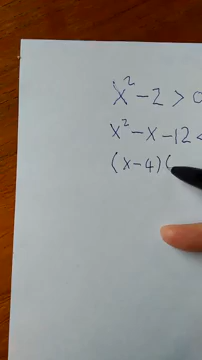 x² - 2 > 0
x² - x - 12 <
(x - 4)(